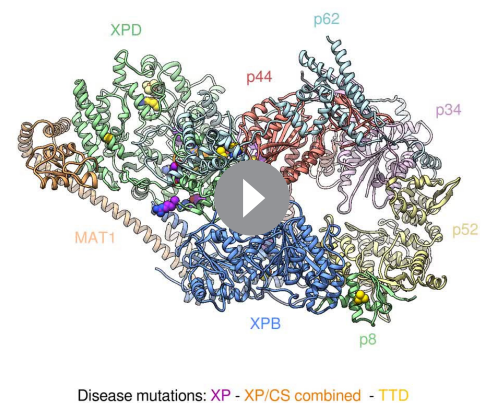 p62
XPD
p44
p34
MAT1
p52
XPB
p8
Disease mutations: XP - XP/CS combined - TTD